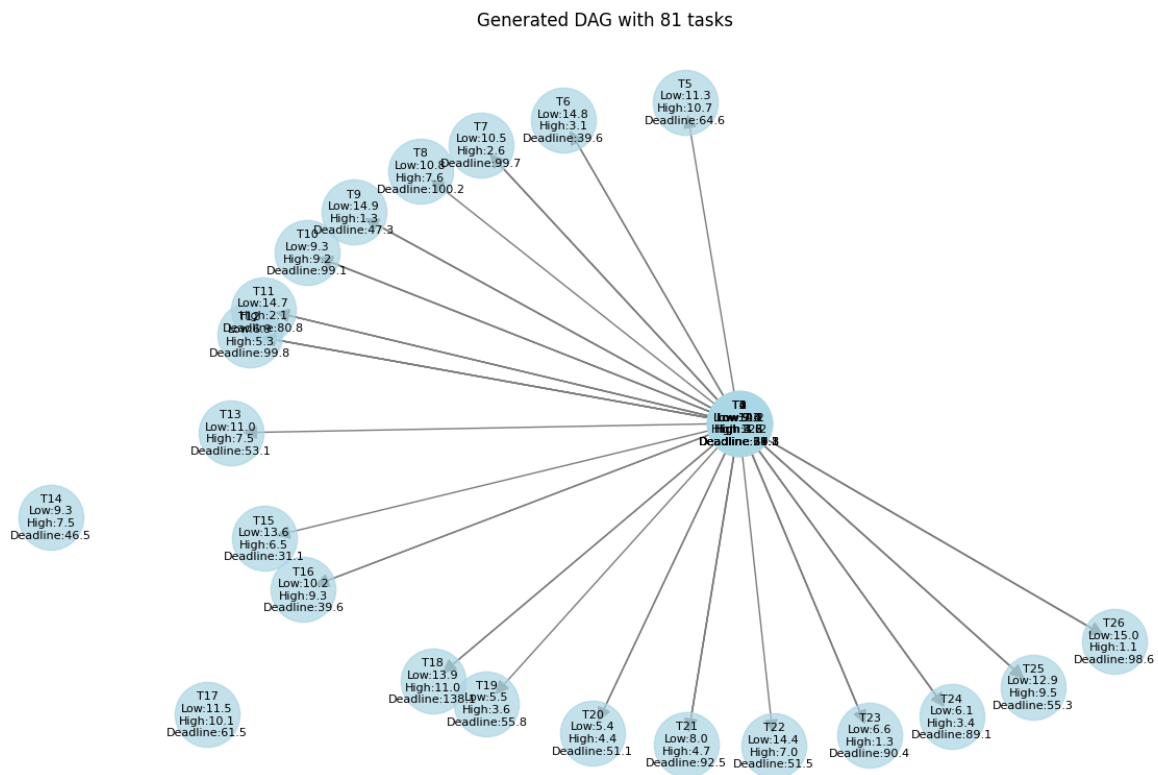 Generated DAG with 81 tasks
T5
Low:11.3
High:10.7
Deadline:64.6
T6
Low:14.8
High:3.1
Deadline:39.6
T7
Low:10.5
High:2.6
Deadline:99.7
T8
Low:10.8
High:7.6
Deadline:100.2
T9
Low:14.9
High:1.3
Deadline:47.3
T10
Low:9.3
High:9.2
Deadline:99.1
T11
Low:14.7
High:2.1
Deadline:80.8
T12
High:5.3
Deadline:99.8
T13
Low:11.0
High:7.5
Deadline:53.1
T14
Low:9.3
High:7.5
Deadline:46.5
T15
Low:13.6
High:6.5
Deadline:31.1
T16
Low:10.2
High:9.3
Deadline:39.6
T17
Low:11.5
High:10.1
Deadline:61.5
T18
Low:13.9
High:11.0
T19
Low:5.5
High:3.6
Deadline:55.8
T20
Low:5.4
High:4.4
Deadline:51.1
T21
Low:8.0
High:4.7
Deadline:92.5
T22
Low:14.4
High:7.0
Deadline:51.5
T23
Low:6.6
High:1.3
Deadline:90.4
T24
Low:6.1
High:3.4
Deadline:89.1
T25
Low:12.9
High:9.5
Deadline:55.3
T26
Low:15.0
High:1.1
Deadline:98.6